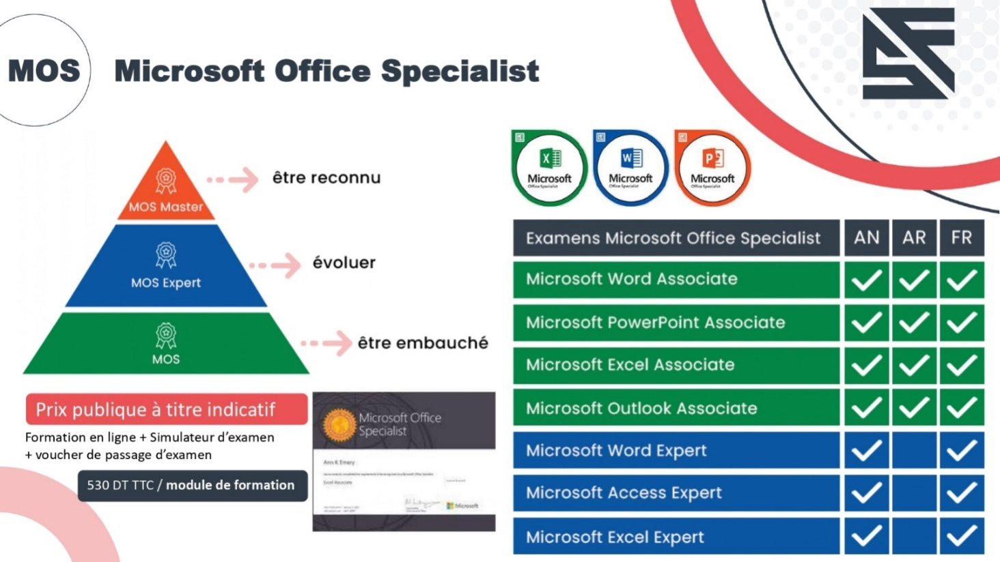 MOS
Microsoft Office Specialist
MOS Master
être reconnu
MOS Expert
évoluer
MOS
être embauché
Prix publique à titre indicatif
Formation en ligne + Simulateur d’examen
+ voucher de passage d’examen
530 DT TTC / module de formation
Microsoft Office
Specialist
Ann K Emery
Excel Associate
Microsoft
X
Microsoft
Office Specialist
W
Microsoft
Office Specialist
P
Microsoft
Office Specialist
Examens Microsoft Office Specialist AN AR FR
Microsoft Word Associate
Microsoft PowerPoint Associate
Microsoft Excel Associate
Microsoft Outlook Associate
Microsoft Word Expert
Microsoft Access Expert
Microsoft Excel Expert